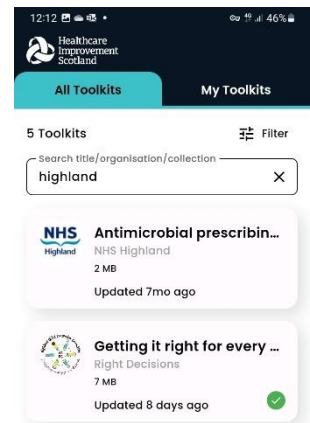 12:12
46%
Healthcare
Improvement
Scotland
All Toolkits
My Toolkits
5 Toolkits
Filter
Search title/organisation/collection
highland
NHS
Highland
Antimicrobial prescribin...
NHS Highland
2 MB
Updated 7mo ago
Getting it right for every ...
Right Decisions
7 MB
Updated 8 days ago